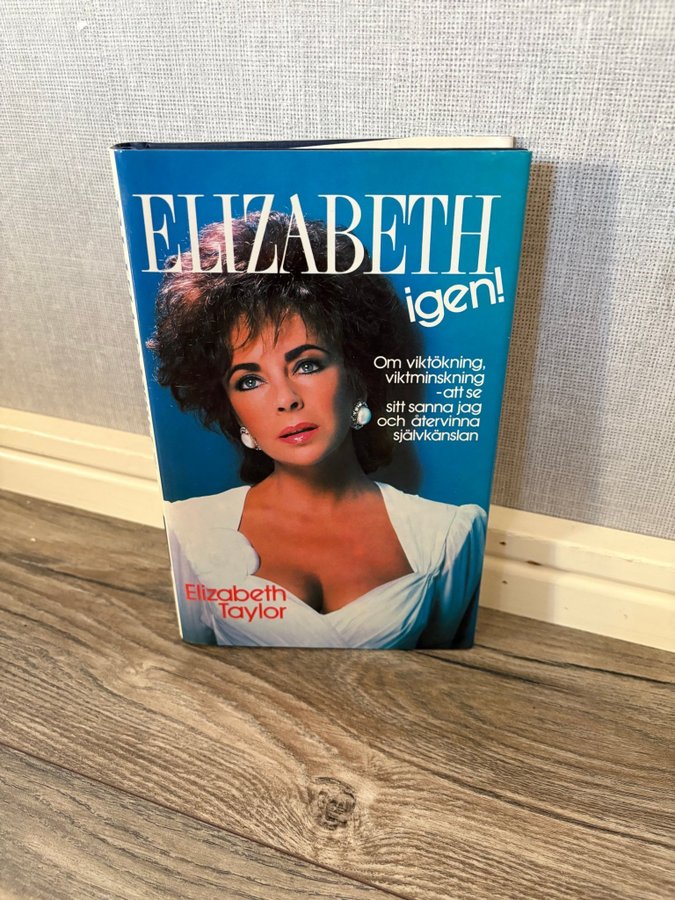 ELIZABETH
igen!
Om viktökning,
viktminskning
-att se
sitt sanna jag
och återvinna
självkänslan
Elizabeth
Taylor